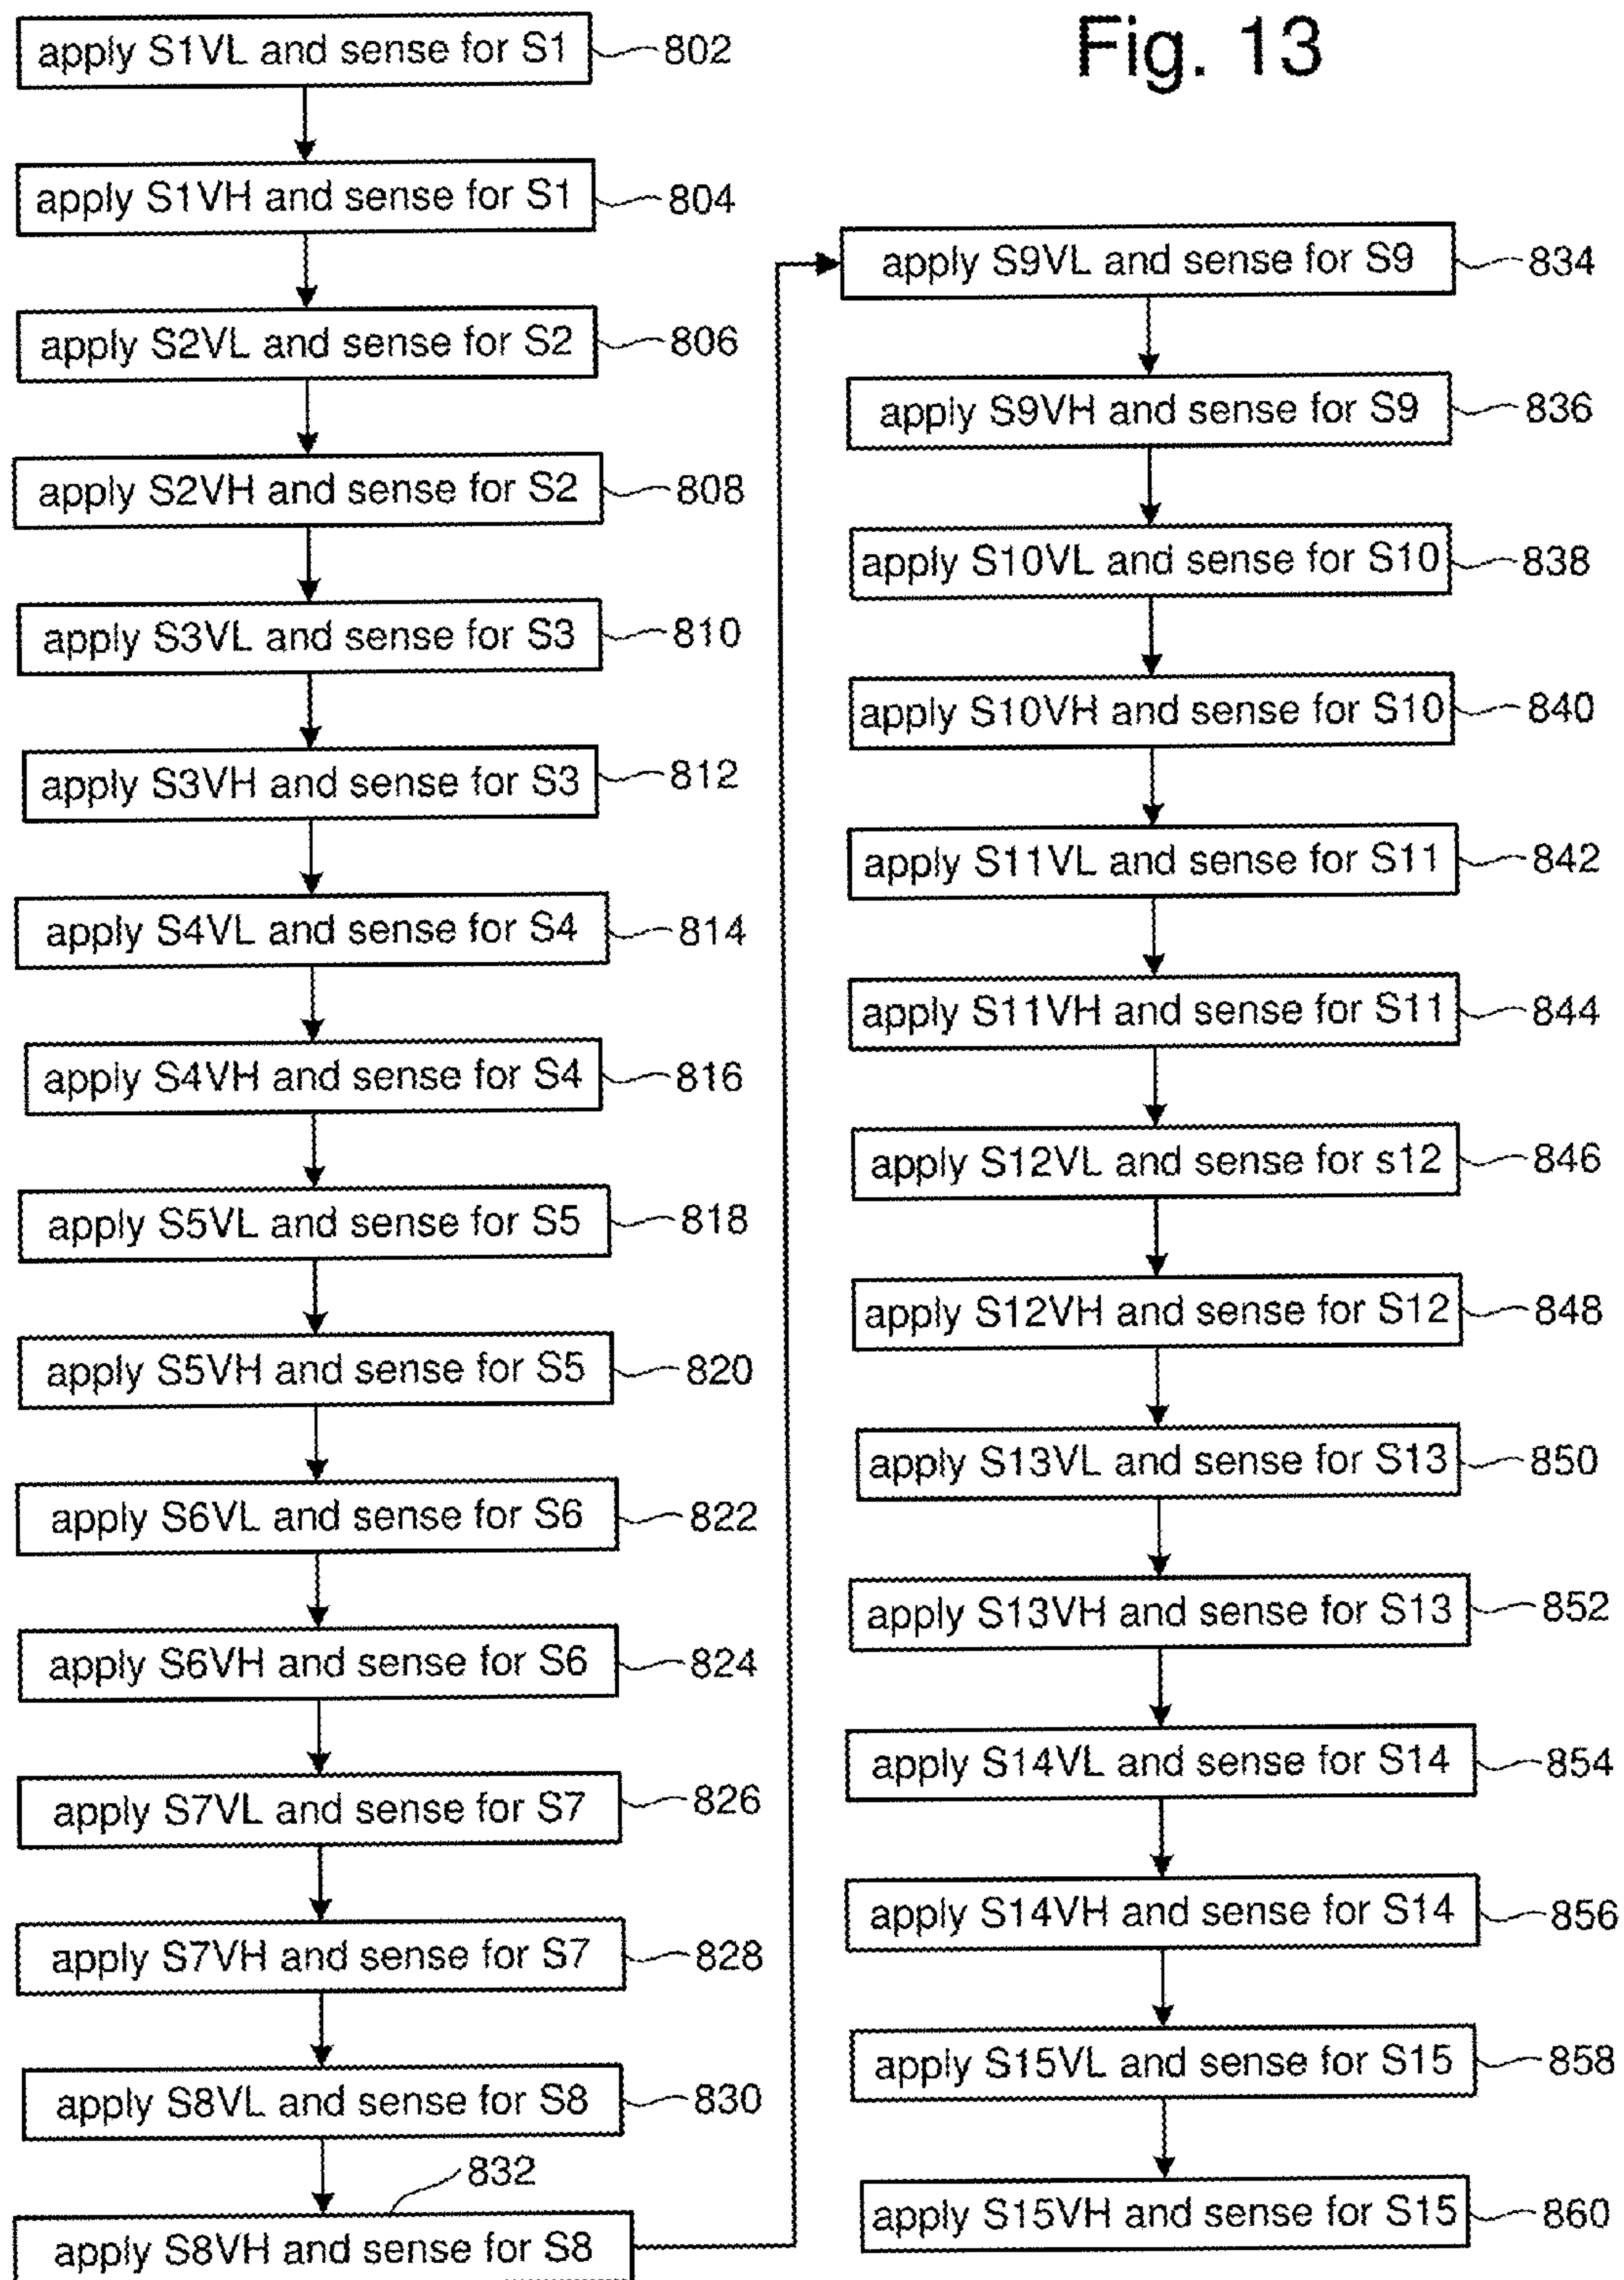 Fig. 13
apply S1VL and sense for S1 802
apply S1VH and sense for S1 804
apply S2VL and sense for S2 806
apply S2VH and sense for S2 808
apply S3VL and sense for S3 810
apply S3VH and sense for S3 812
apply S4VL and sense for S4 814
apply S4VH and sense for S4 816
apply S5VL and sense for S5 818
apply S5VH and sense for S5 820
apply S6VL and sense for S6 822
apply S6VH and sense for S6 824
apply S7VL and sense for S7 826
apply S7VH and sense for S7 828
apply S8VL and sense for S8 830
832
apply S8VH and sense for S8
apply S9VL and sense for S9 834
apply S9VH and sense for S9 836
apply S10VL and sense for S10 838
apply S10VH and sense for S10 840
apply S11VL and sense for S11 842
apply S11VH and sense for S11 844
apply S12VL and sense for s12 846
apply S12VH and sense for S12 848
apply S13VL and sense for S13 850
apply S13VH and sense for S13 852
apply S14VL and sense for S14 854
apply S14VH and sense for S14 856
apply S15VL and sense for S15 858
apply S15VH and sense for S15 860